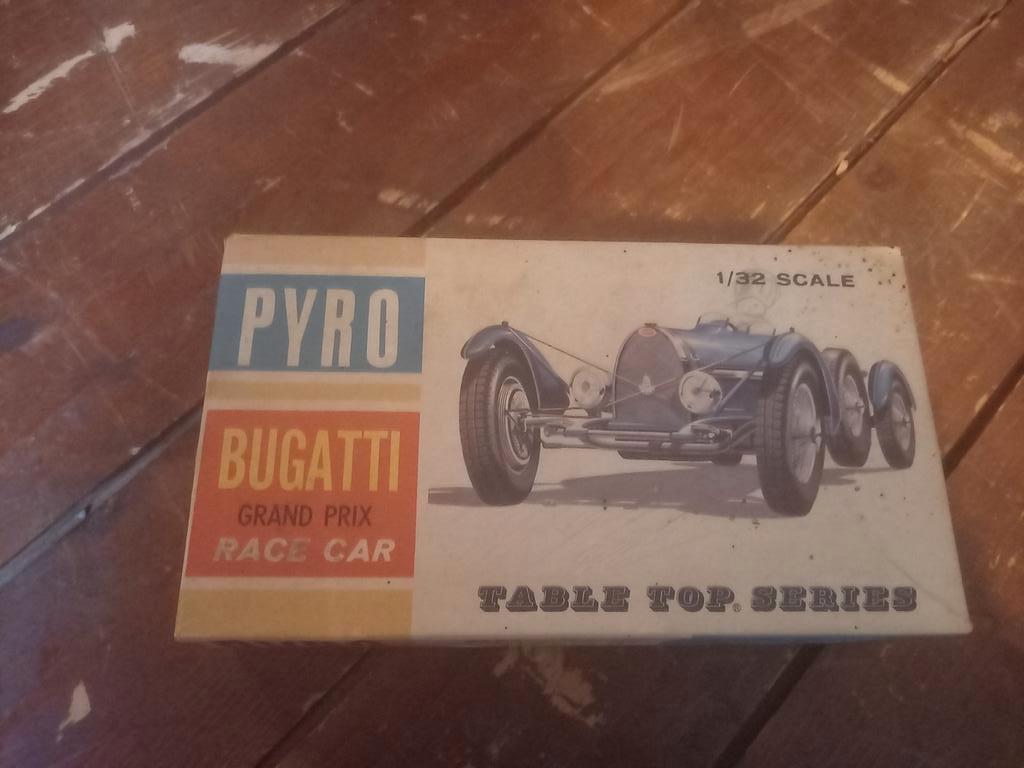 PYRO
BUGATTI
GRAND PRIX
RACE CAR
1/32 SCALE
TABLE TOP® SERIES